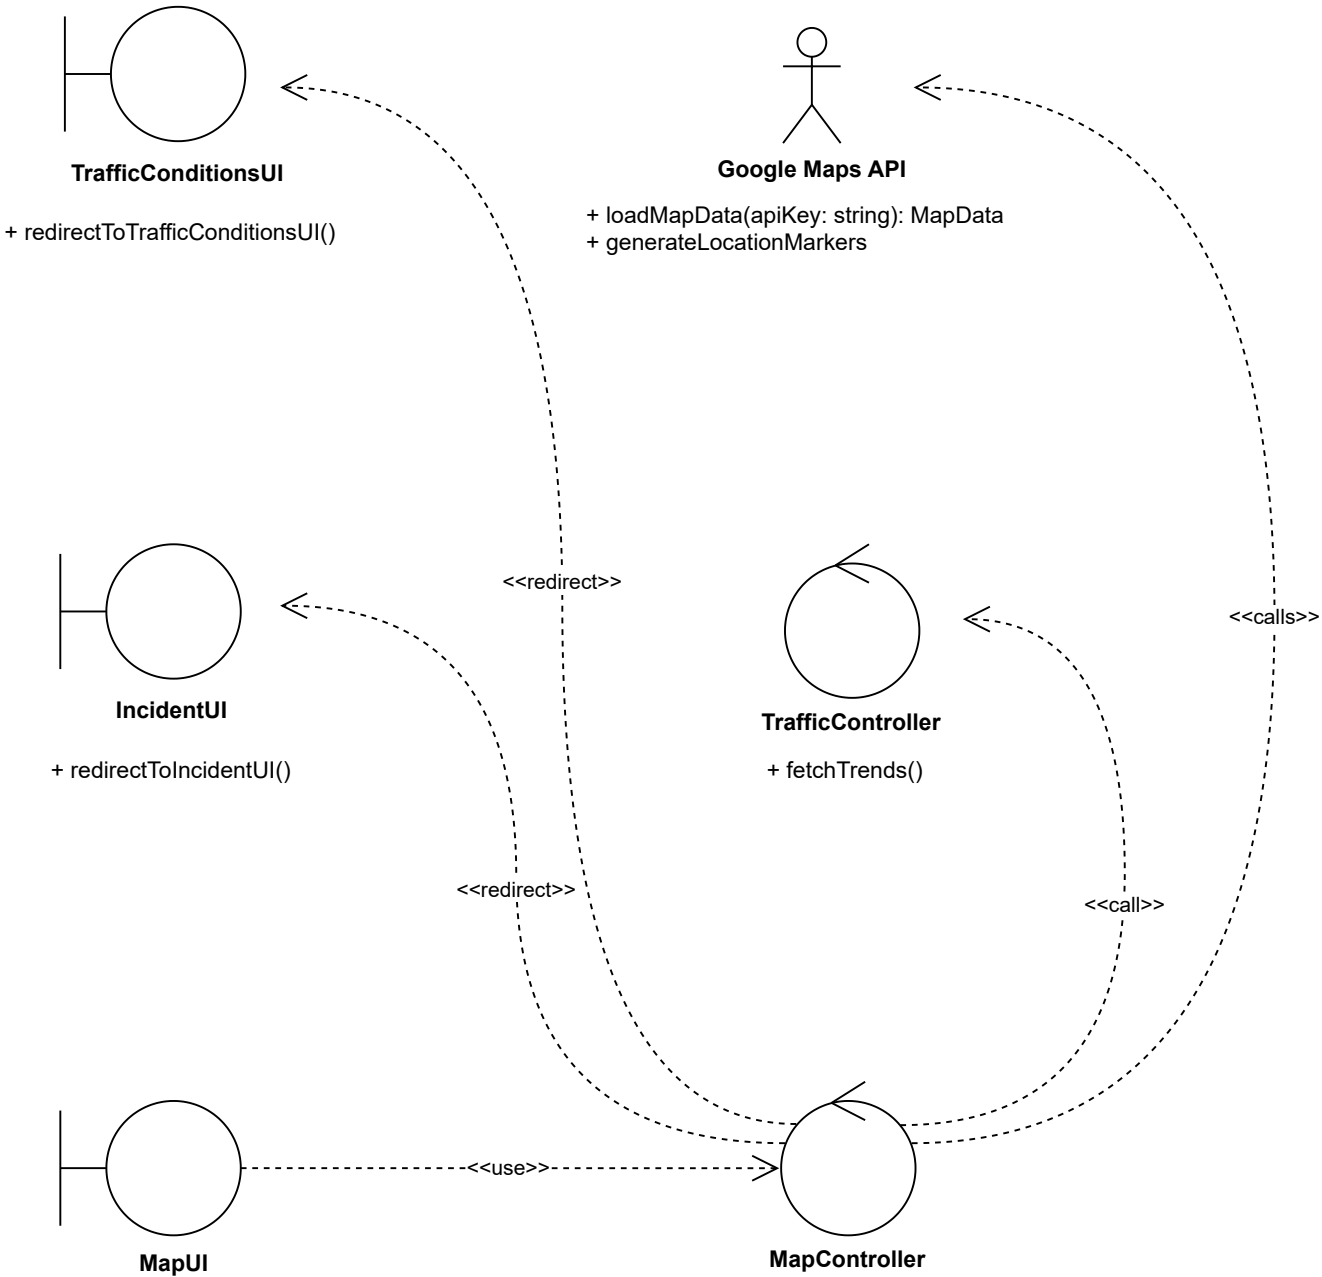 TrafficConditionsUI
+ redirectToTrafficConditionsUI()
Google Maps API
+ loadMapData(apiKey: string): MapData
+ generateLocationMarkers
<<redirect>>
<<calls>>
IncidentUI
+ redirectToIncidentUI()
TrafficController
+ fetchTrends()
<<redirect>>
<<call>>
<<use>>
MapUI
MapController